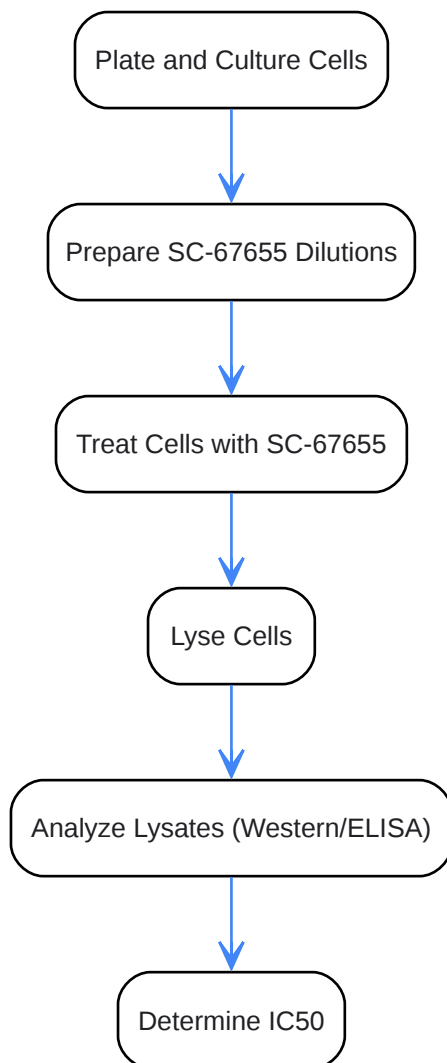 Plate and Culture Cells
Prepare SC-67655 Dilutions
Treat Cells with SC-67655
Lyse Cells
Analyze Lysates (Western/ELISA)
Determine IC50